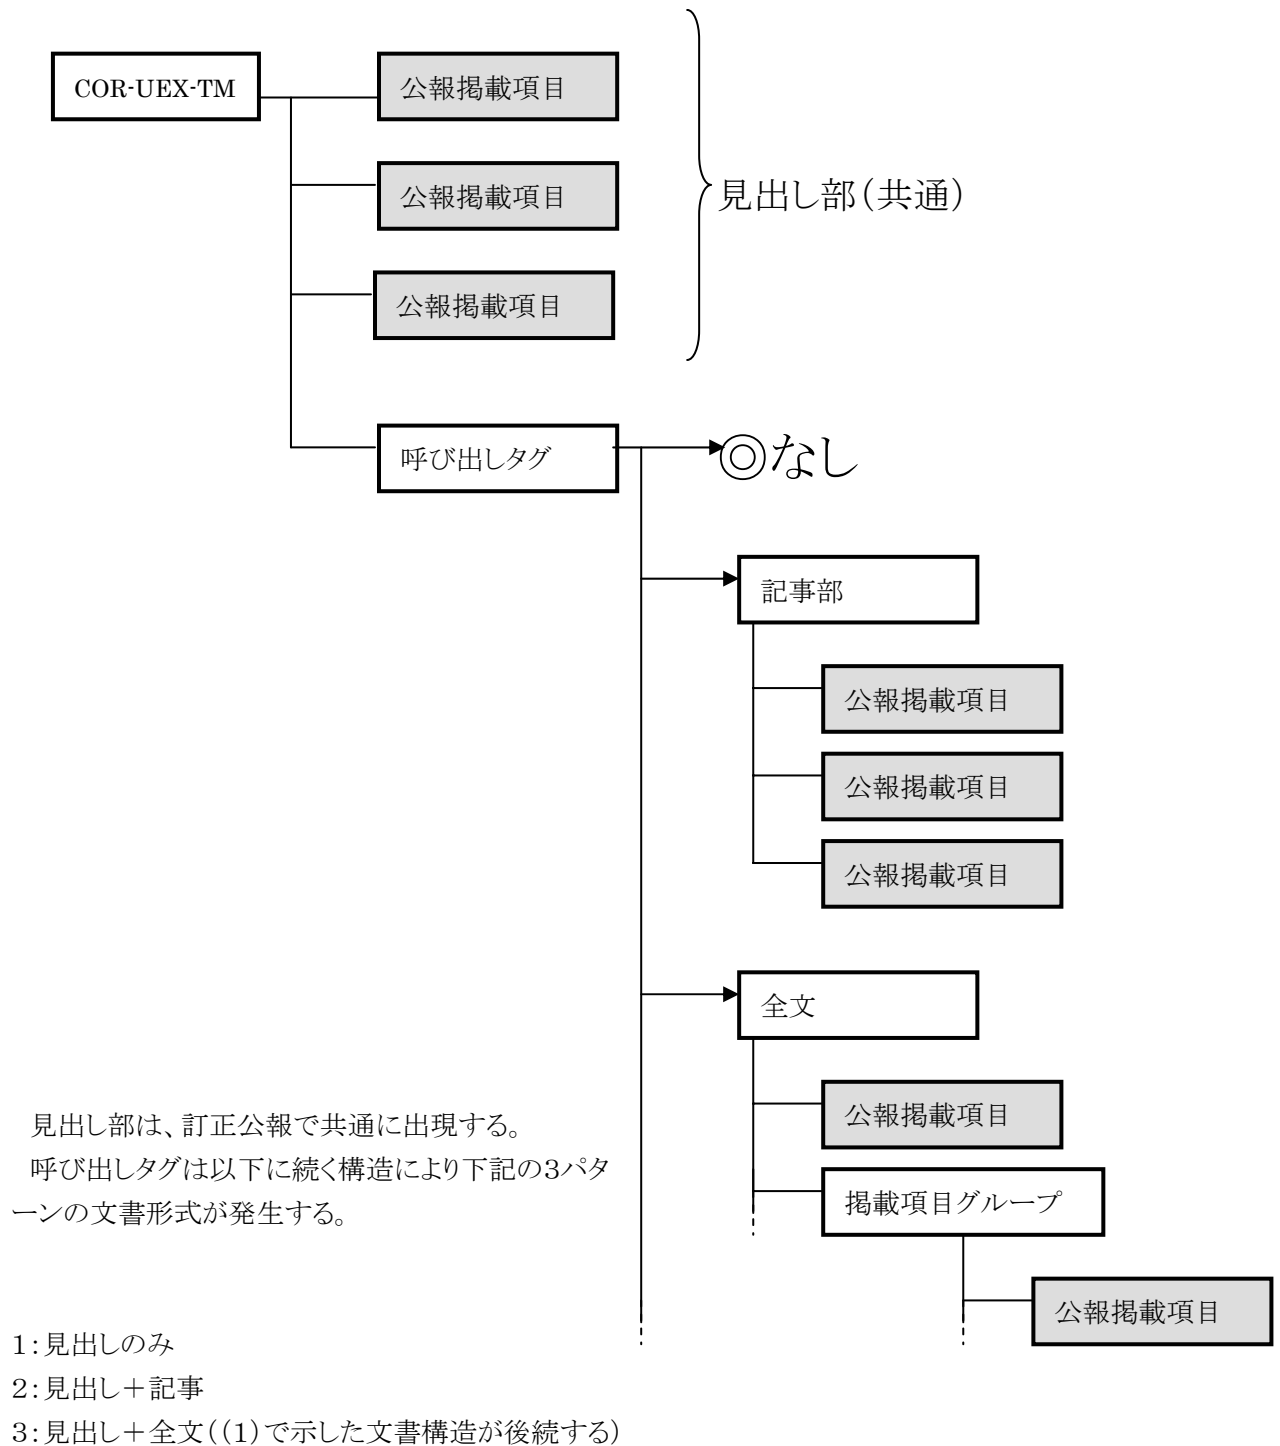 COR-UEX-TM
公報掲載項目
公報掲載項目
公報掲載項目
見出し部（共通）
呼び出しタグ
◎なし
記事部
公報掲載項目
公報掲載項目
公報掲載項目
全文
公報掲載項目
掲載項目グループ
公報掲載項目
見出し部は、訂正公報で共通に出現する。
呼び出しタグは以下に続く構造により下記の３パタ
ーンの文書形式が発生する。
１：見出しのみ
２：見出し＋記事
３：見出し＋全文（（１）で示した文書構造が後続する）